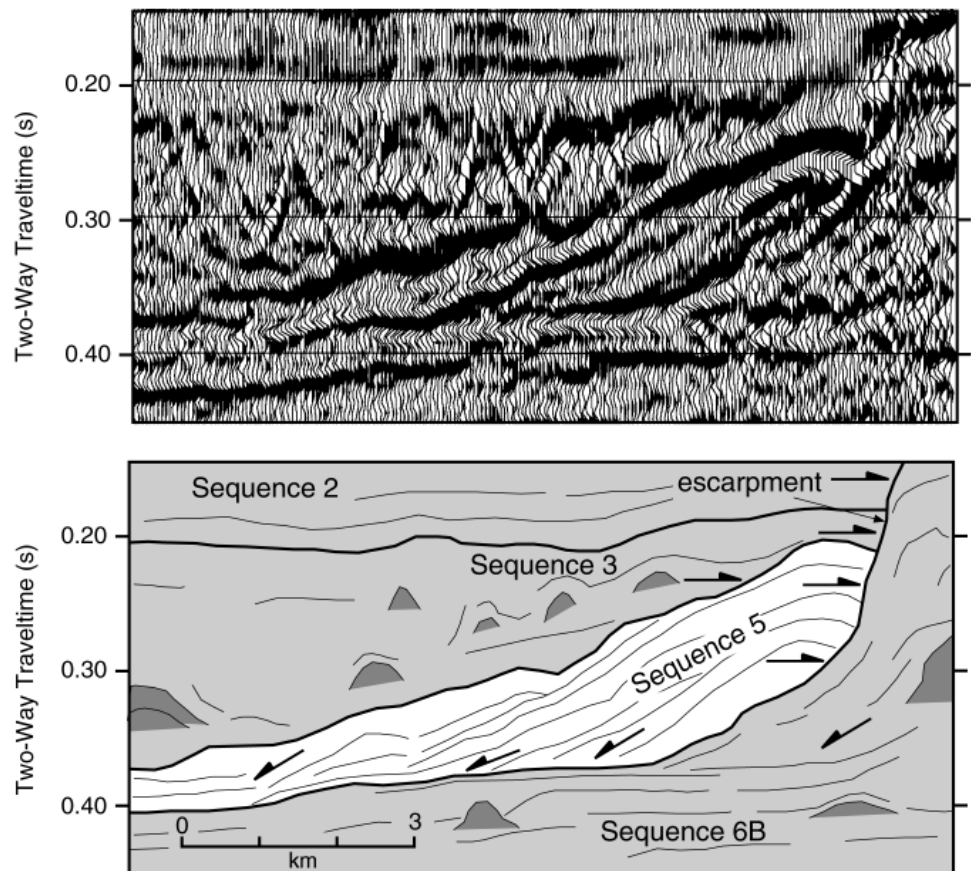 Two-Way Traveltime (s)
0.20
0.30
0.40
Two-Way Traveltime (s)
0.20
0.30
0.40
Sequence 2
escarpment
Sequence 3
Sequence 5
0
3
km
Sequence 6B